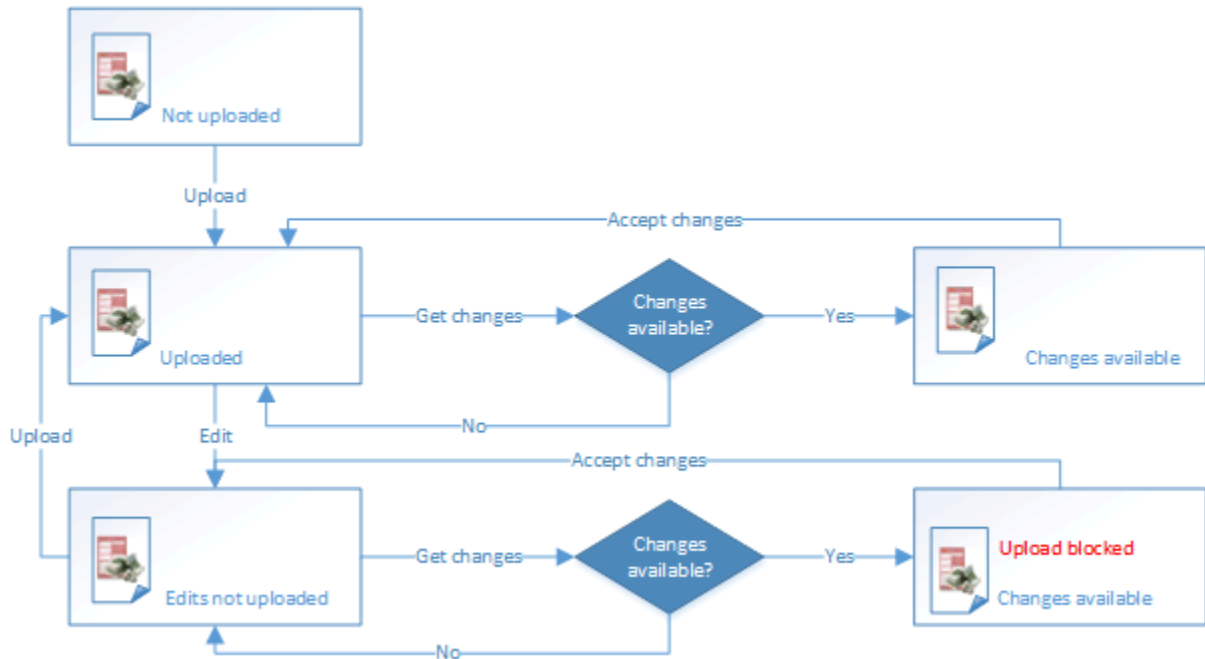 Not uploaded
Upload
Accept changes
Uploaded
Get changes
Changes
available?
Yes
Changes available
No
Upload
Edit
Accept changes
Edits not uploaded
Get changes
Changes
available?
Yes
Upload blocked
Changes available
No